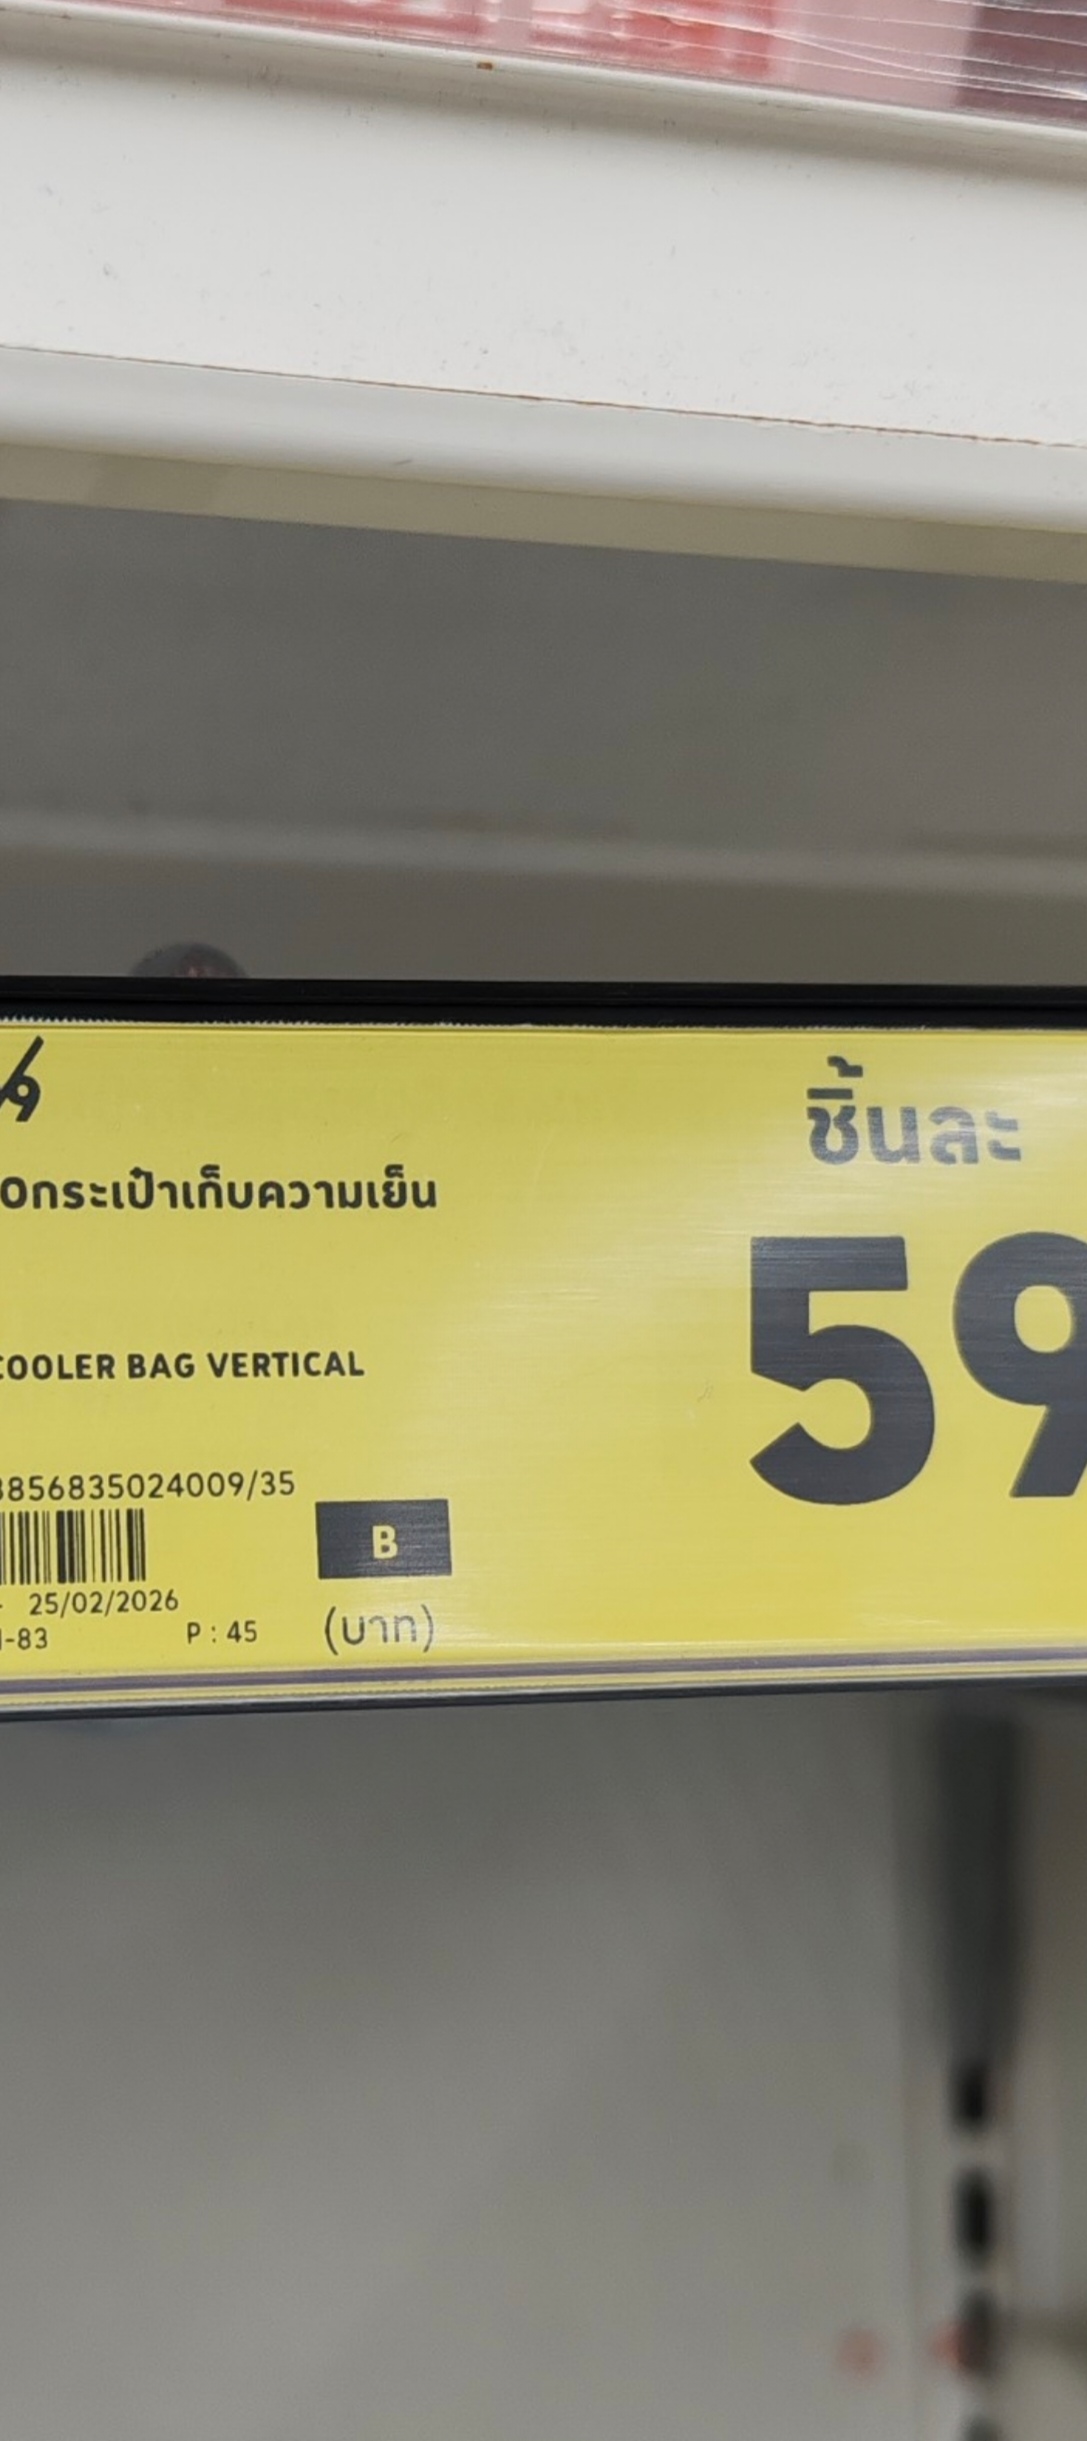 ชิ้นละ
0กระเป๋าเก็บความเย็น
59
COOLER BAG VERTICAL
8856835024009/35
B
25/02/2026
-83 P : 45 (บาท)